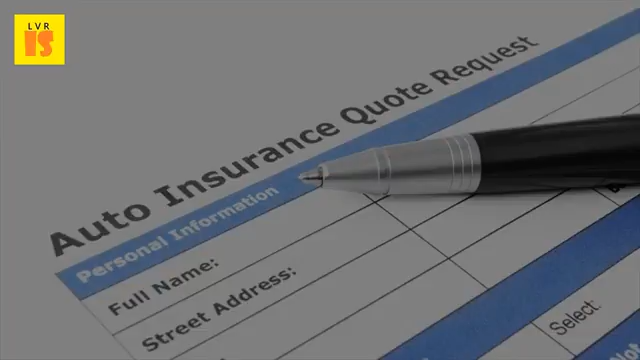 LVR
IS
Auto Insurance Quote Request
Personal Information
Full Name:
Street Address:
Select: